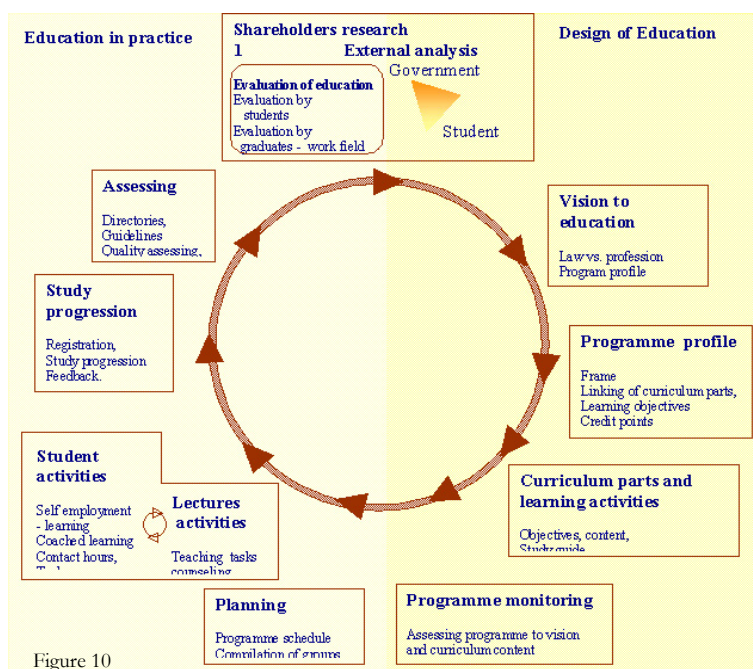 Education in practice
Shareholders research
1 External analysis
Design of Education
Government
Student
Evaluation of education
Evaluation by
students
Evaluation by
graduates - work field
Vision to
education
Law vs. profession
Program profile
Programme profile
Frame
Linking of curriculum parts,
Learning objectives
Credit points
Curriculum parts and
learning activities
Objectives, content,
Study guide
Programme monitoring
Assessing programme to vision
and curriculum content
Planning
Programme schedule
Compilation of groups
Lectures
activities
Teaching tasks
counseling
Student
activities
Self employment
- learning
Coached learning
Contact hours,
Study
progression
Registration,
Study progression
Feedback.
Assessing
Directories,
Guidelines
Quality assessing,
Figure 10